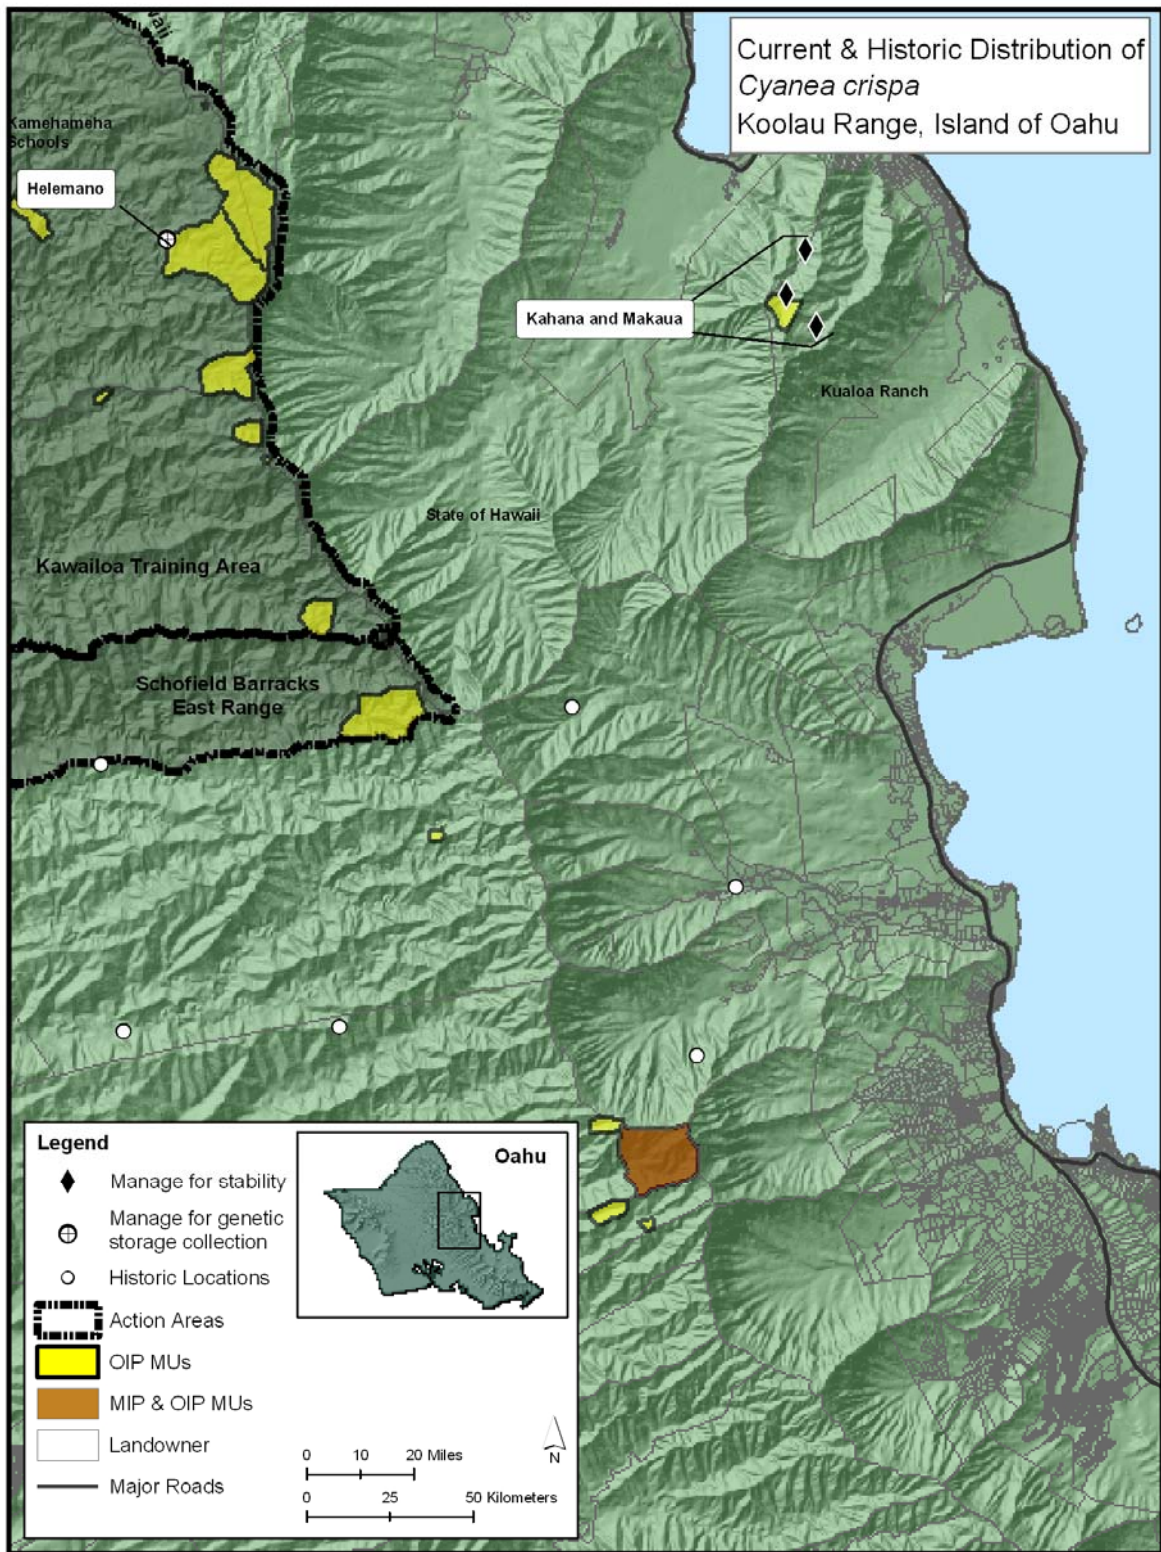 Current & Historic Distribution of
Cyanea crispa
Koolau Range, Island of Oahu
Kamehameha
Schools
Helemano
Kahana and Makaua
Kualoa Ranch
State of Hawaii
Kawailoa Training Area
Schofield Barracks
East Range
Legend
Manage for stability
Manage for genetic
storage collection
Historic Locations
Action Areas
OIP MUs
MIP & OIP MUs
Landowner
Major Roads
Oahu
0 10 20 Miles
0 25 50 Kilometers
N